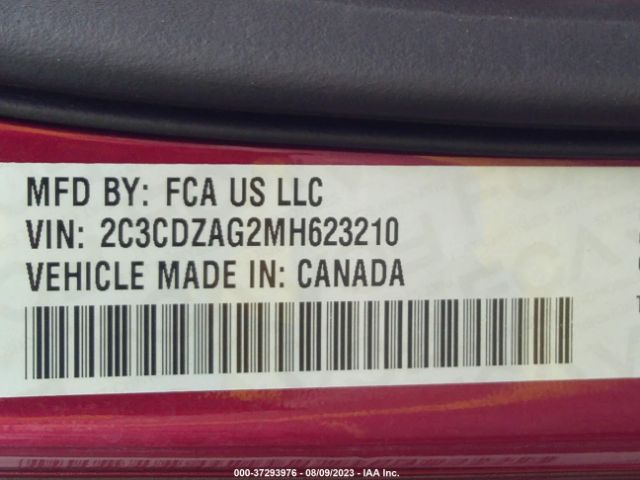 MFD BY: FCA US LLC
VIN: 2C3CDZAG2MH623210
VEHICLE MADE IN: CANADA
000-37293976 - 08/09/2023 - IAA Inc.